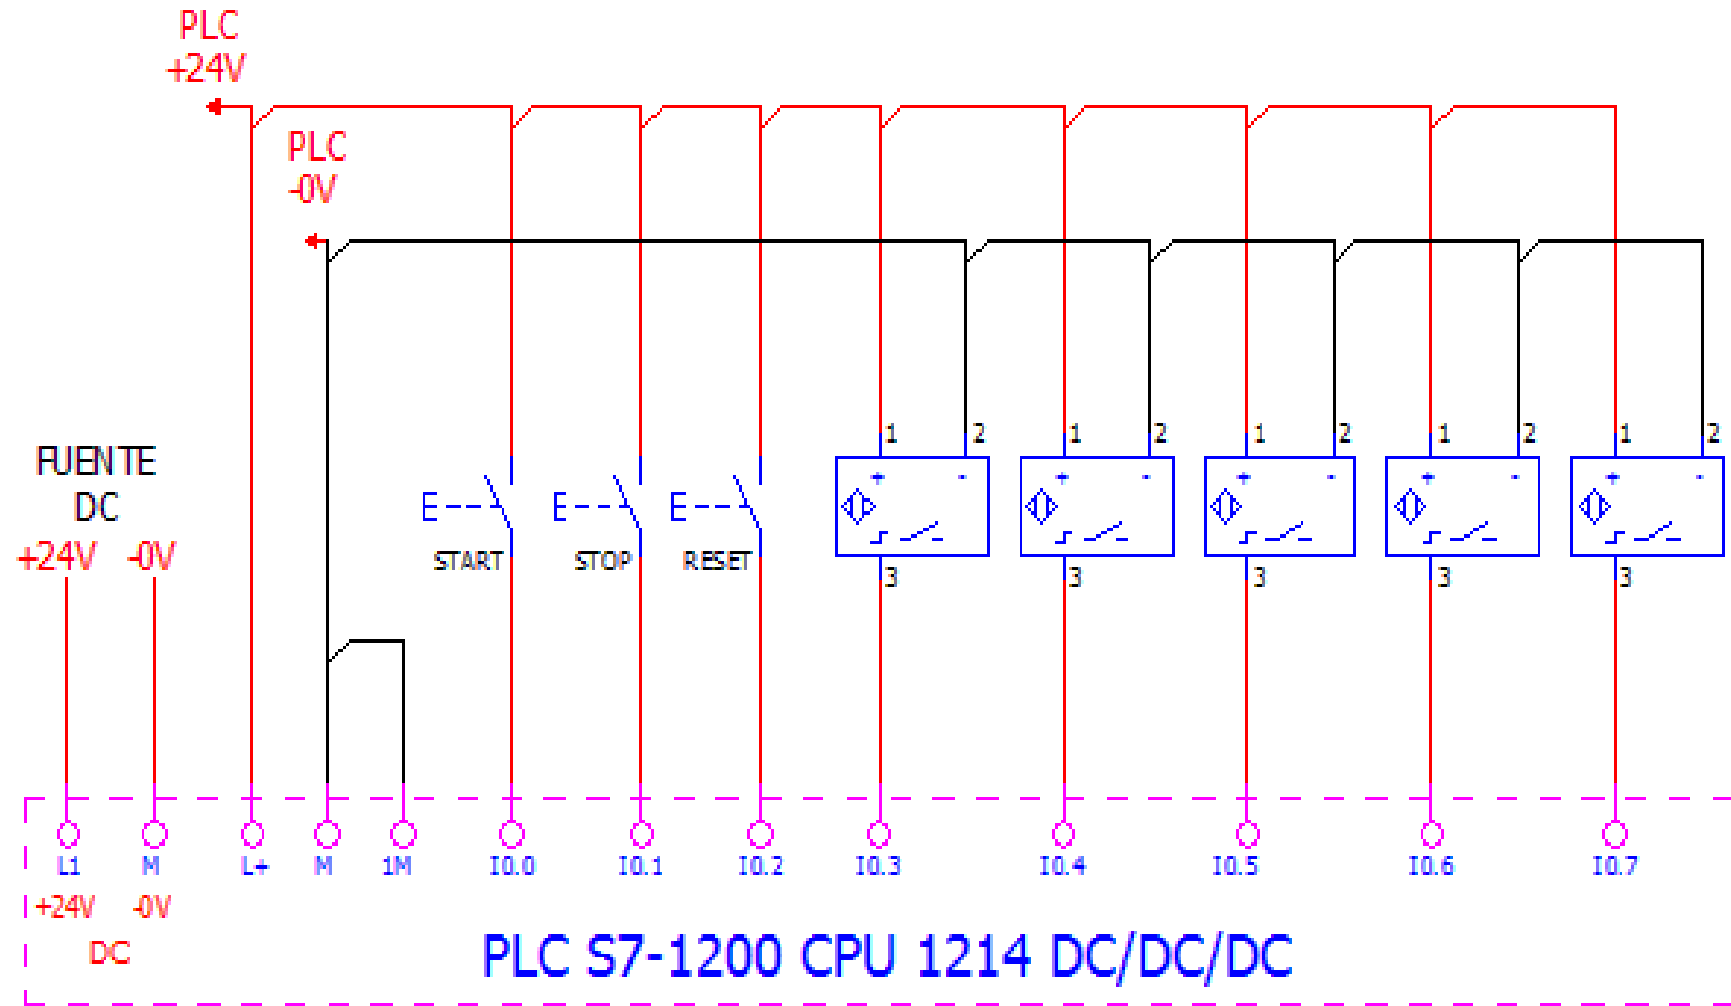 PLC
+24V
PLC
-0V
FUENTE
DC
+24V -0V
1 2 1 2 1 2 1 2 1 2
+ - + - + - + - + -
START STOP RESET
3 3 3 3 3
L1 M L+ M 1M I0.0 I0.1 I0.2 I0.3 I0.4 I0.5 I0.6 I0.7
+24V -0V
DC
PLC S7-1200 CPU 1214 DC/DC/DC